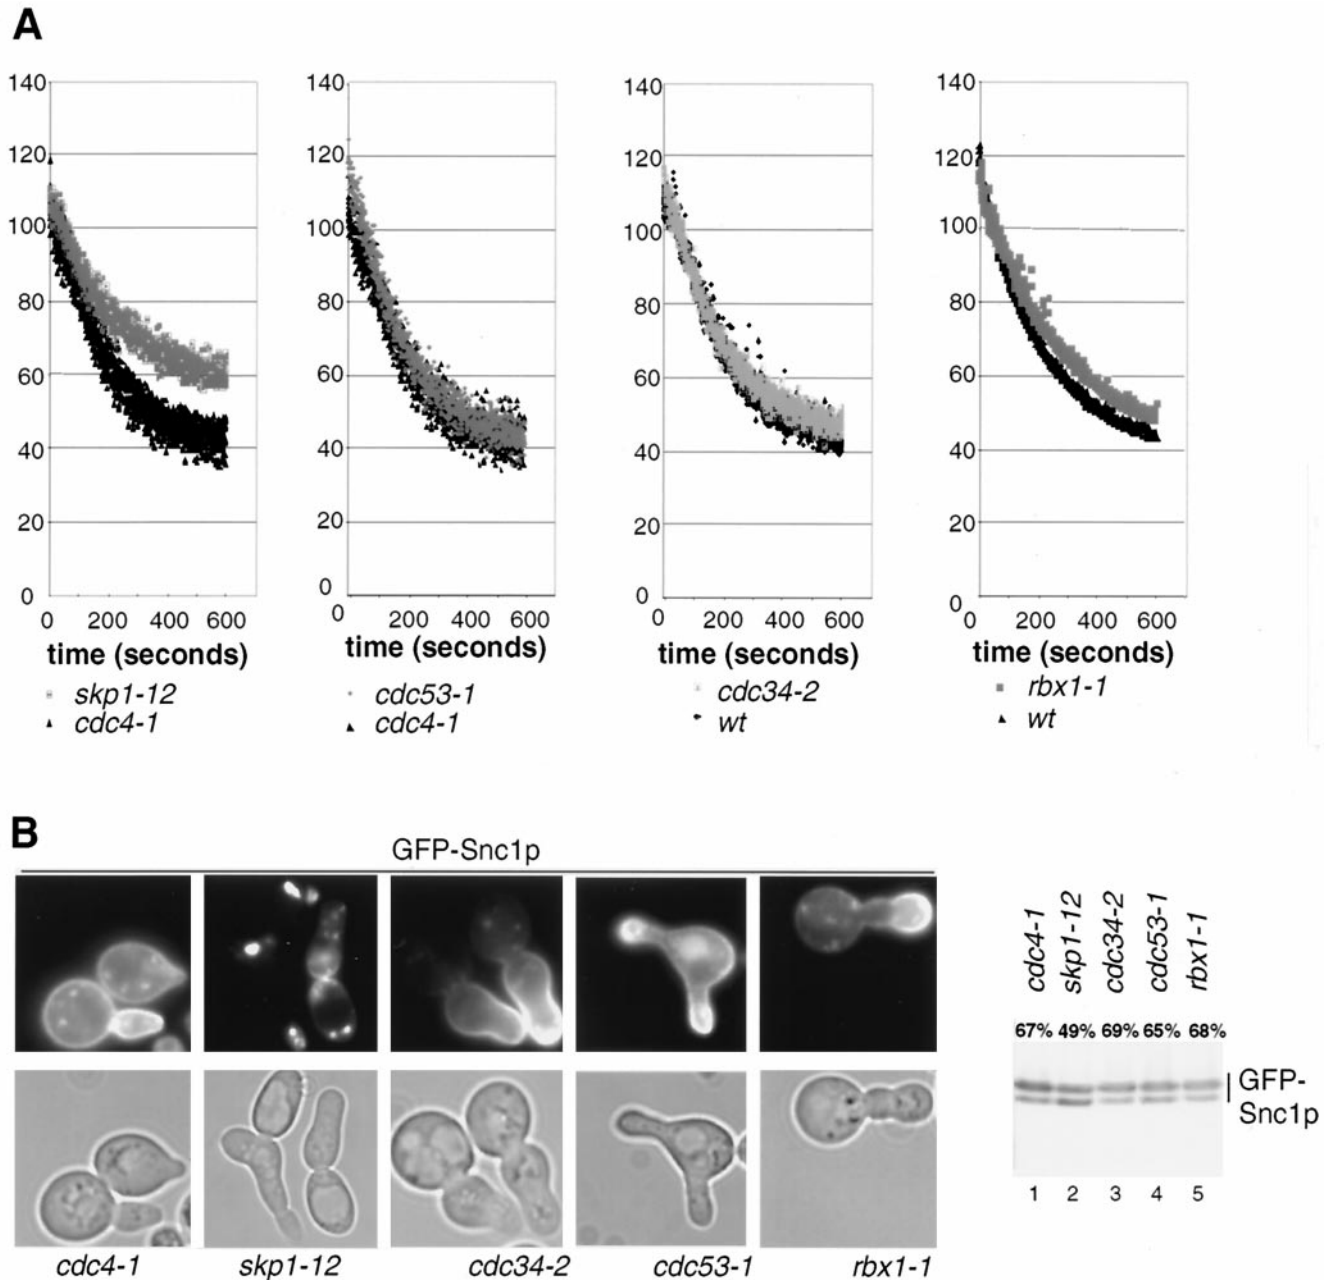 A
140 140 140 140
120 120 120 120
100 100 100 100
80 80 80 80
60 60 60 60
40 40 40 40
20 20 20 20
0 0 0 0
0 200 400 600 0 200 400 600 0 200 400 600 0 200 400 600
time (seconds) time (seconds) time (seconds) time (seconds)
skp1-12 cdc53-1 cdc34-2 rbx1-1
cdc4-1 cdc4-1 wt wt
B
GFP-Snc1p
cdc4-1 skp1-12 cdc34-2 cdc53-1 rbx1-1
cdc4-1
skp1-12
cdc34-2
cdc53-1
rbx1-1
67% 49% 69% 65% 68%
GFP-
Snc1p
1 2 3 4 5